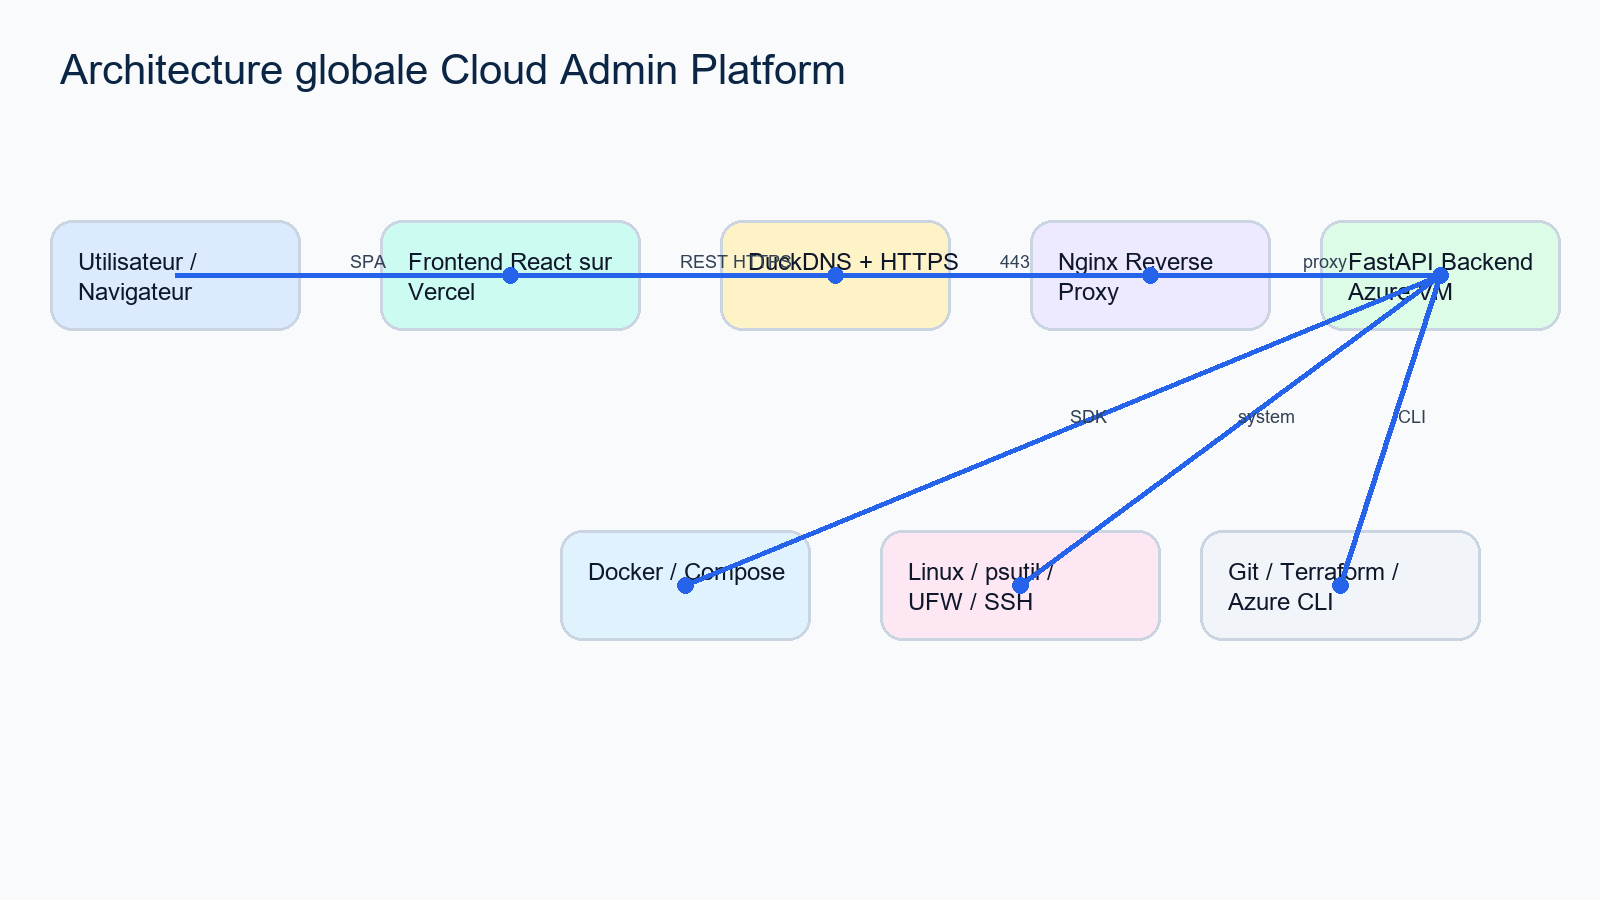 Architecture globale Cloud Admin Platform
Utilisateur /
Navigateur
SPA
Frontend React sur
Vercel
REST HTTPS
DuckDNS + HTTPS
443
Nginx Reverse
Proxy
proxy
FastAPI Backend
Azure VM
SDK
system
CLI
Docker / Compose
Linux / psutil /
UFW / SSH
Git / Terraform /
Azure CLI